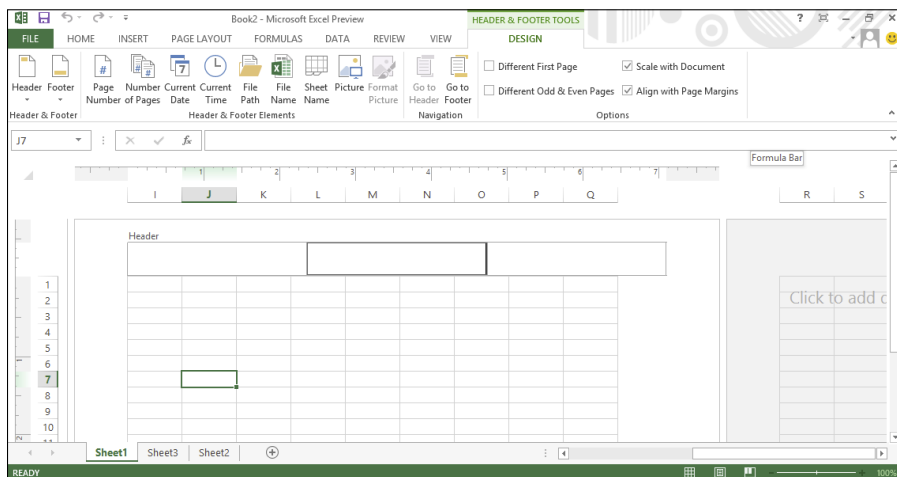 Book2 - Microsoft Excel Preview
HEADER & FOOTER TOOLS
?
FILE HOME INSERT PAGE LAYOUT FORMULAS DATA REVIEW VIEW DESIGN
Different First Page Scale with Document
Header Footer Page Number Current Current File File Sheet Picture Format Go to Go to
Different Odd & Even Pages Align with Page Margins
Number of Pages Date Time Path Name Name Picture Header Footer
Header & Footer Header & Footer Elements Navigation Options
J7 fx
Formula Bar
1 2 3 4 5 6 7
I J K L M N O P Q R S
Header
1
2 Click to add
3
4
5
6
7
8
9
10
Sheet1 Sheet3 Sheet2
READY 100%